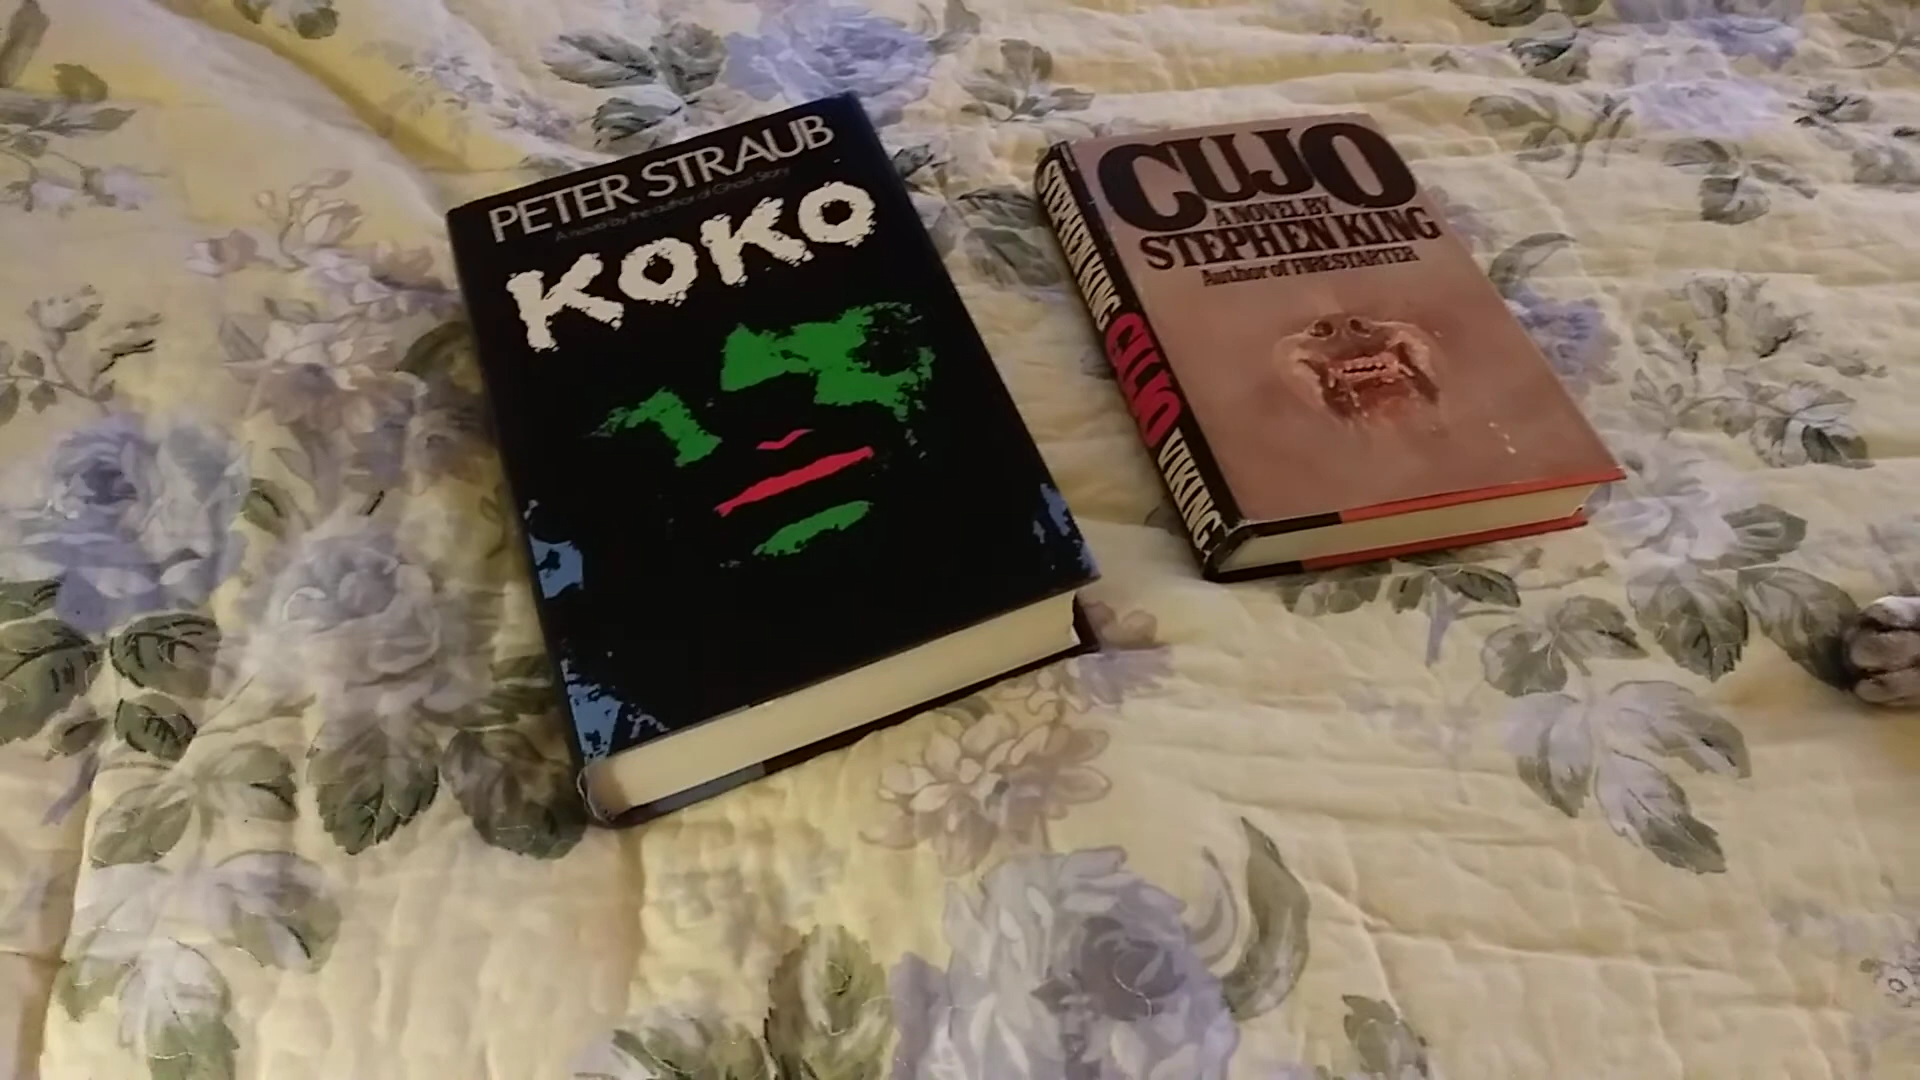 PETER STRAUB
A novel by the author of Ghost Story
KOKO
CUJO
A NOVEL BY
STEPHEN KING
Author of FIRESTARTER
STEPHEN KING CUJO VIKING